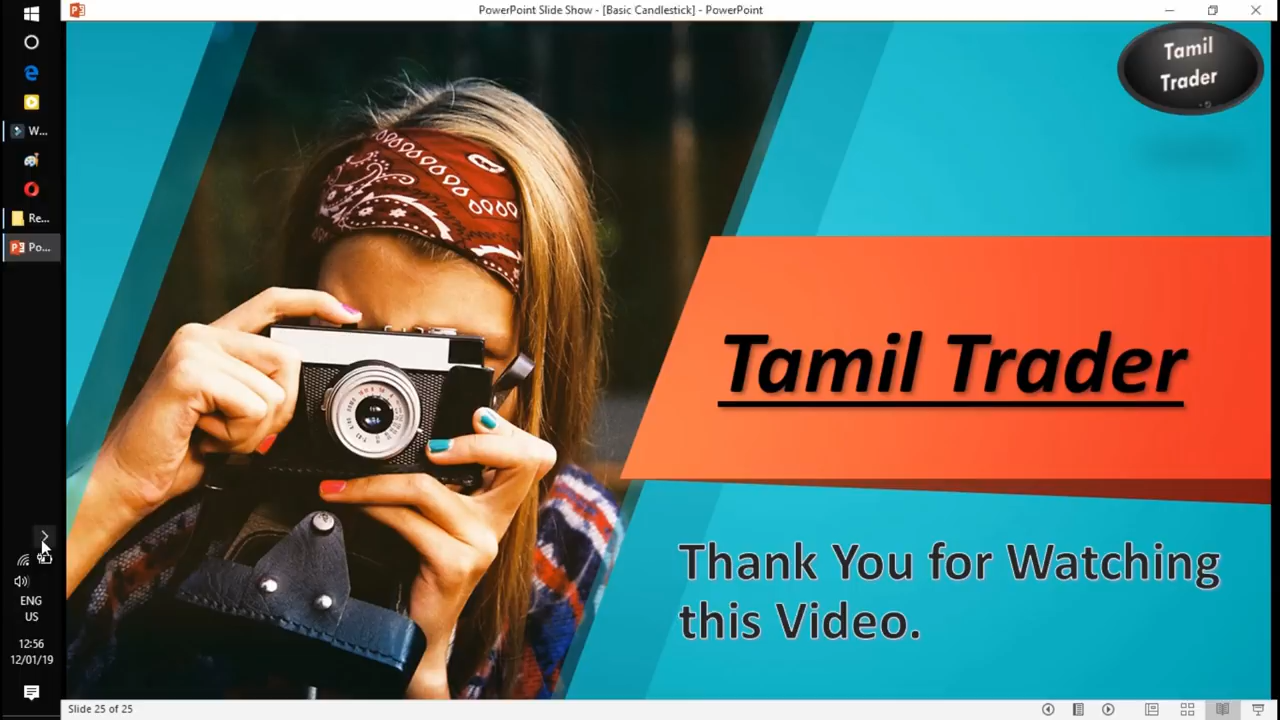 PowerPoint Slide Show - [Basic Candlestick] - PowerPoint
Tamil
Trader
W...
Re...
Po...
Tamil Trader
Thank You for Watching
this Video.
ENG
US
12:56
12/01/19
Slide 25 of 25